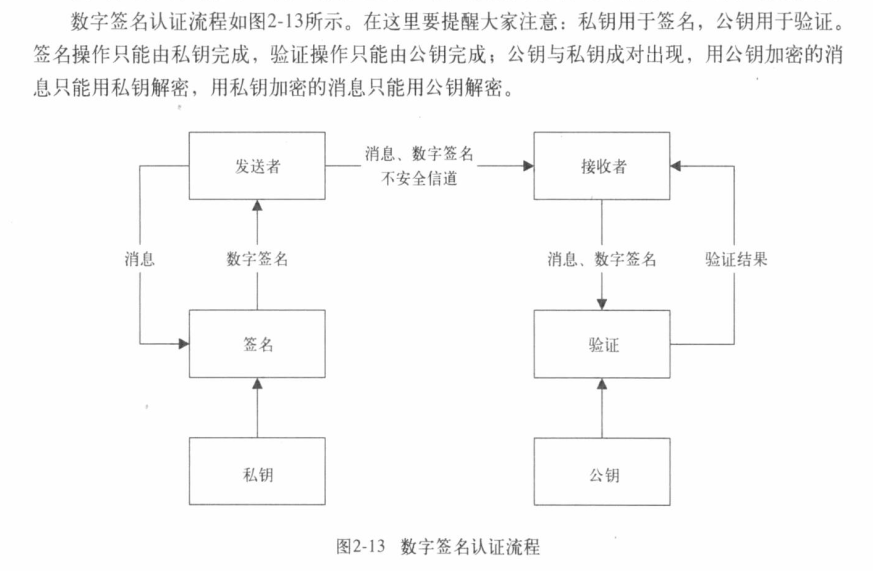 数字签名认证流程如图2-13所示。在这里要提醒大家注意：私钥用于签名，公钥用于验证。
签名操作只能由私钥完成，验证操作只能由公钥完成；公钥与私钥成对出现，用公钥加密的消
息只能用私钥解密，用私钥加密的消息只能用公钥解密。
发送者
消息、数字签名
不安全信道
接收者
消息
数字签名
消息、数字签名
验证结果
签名
验证
私钥
公钥
图2-13 数字签名认证流程